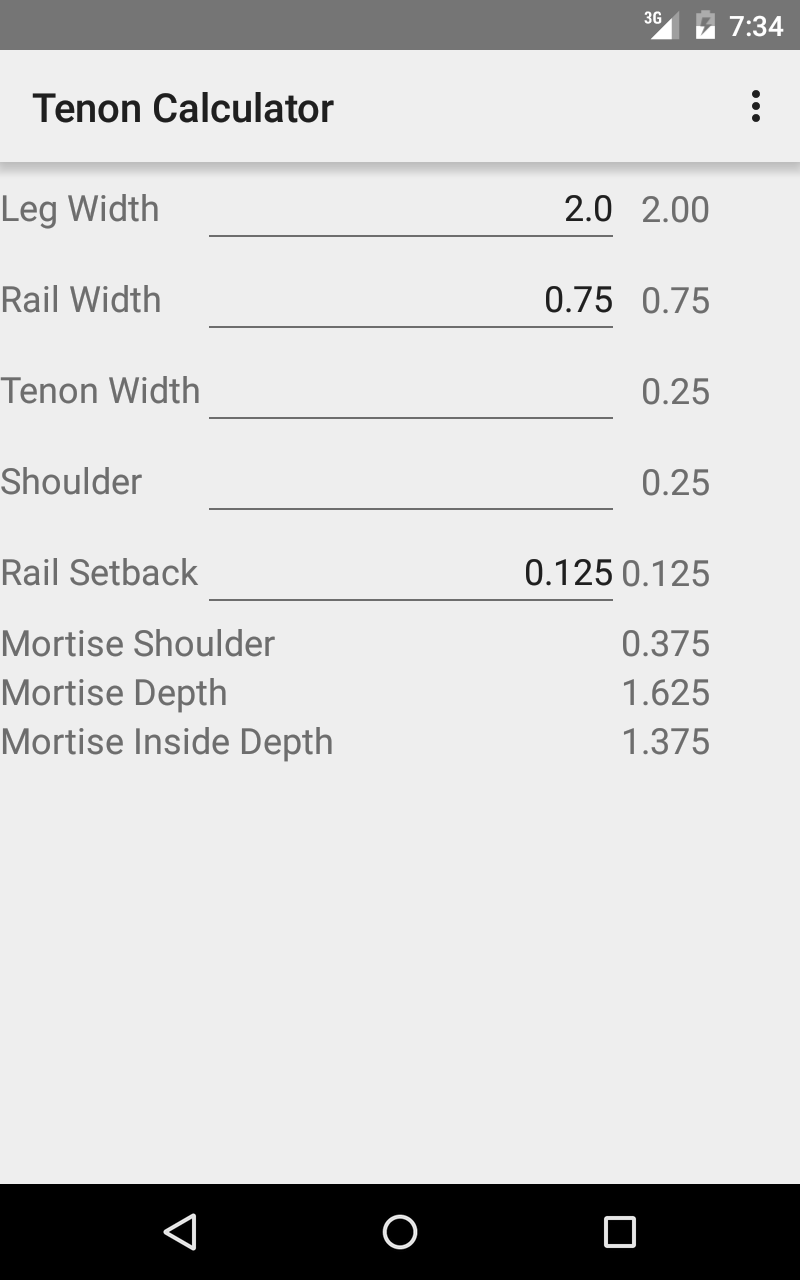 3G 7:34
Tenon Calculator
Leg Width 2.0 2.00
Rail Width 0.75 0.75
Tenon Width 0.25
Shoulder 0.25
Rail Setback 0.125 0.125
Mortise Shoulder 0.375
Mortise Depth 1.625
Mortise Inside Depth 1.375